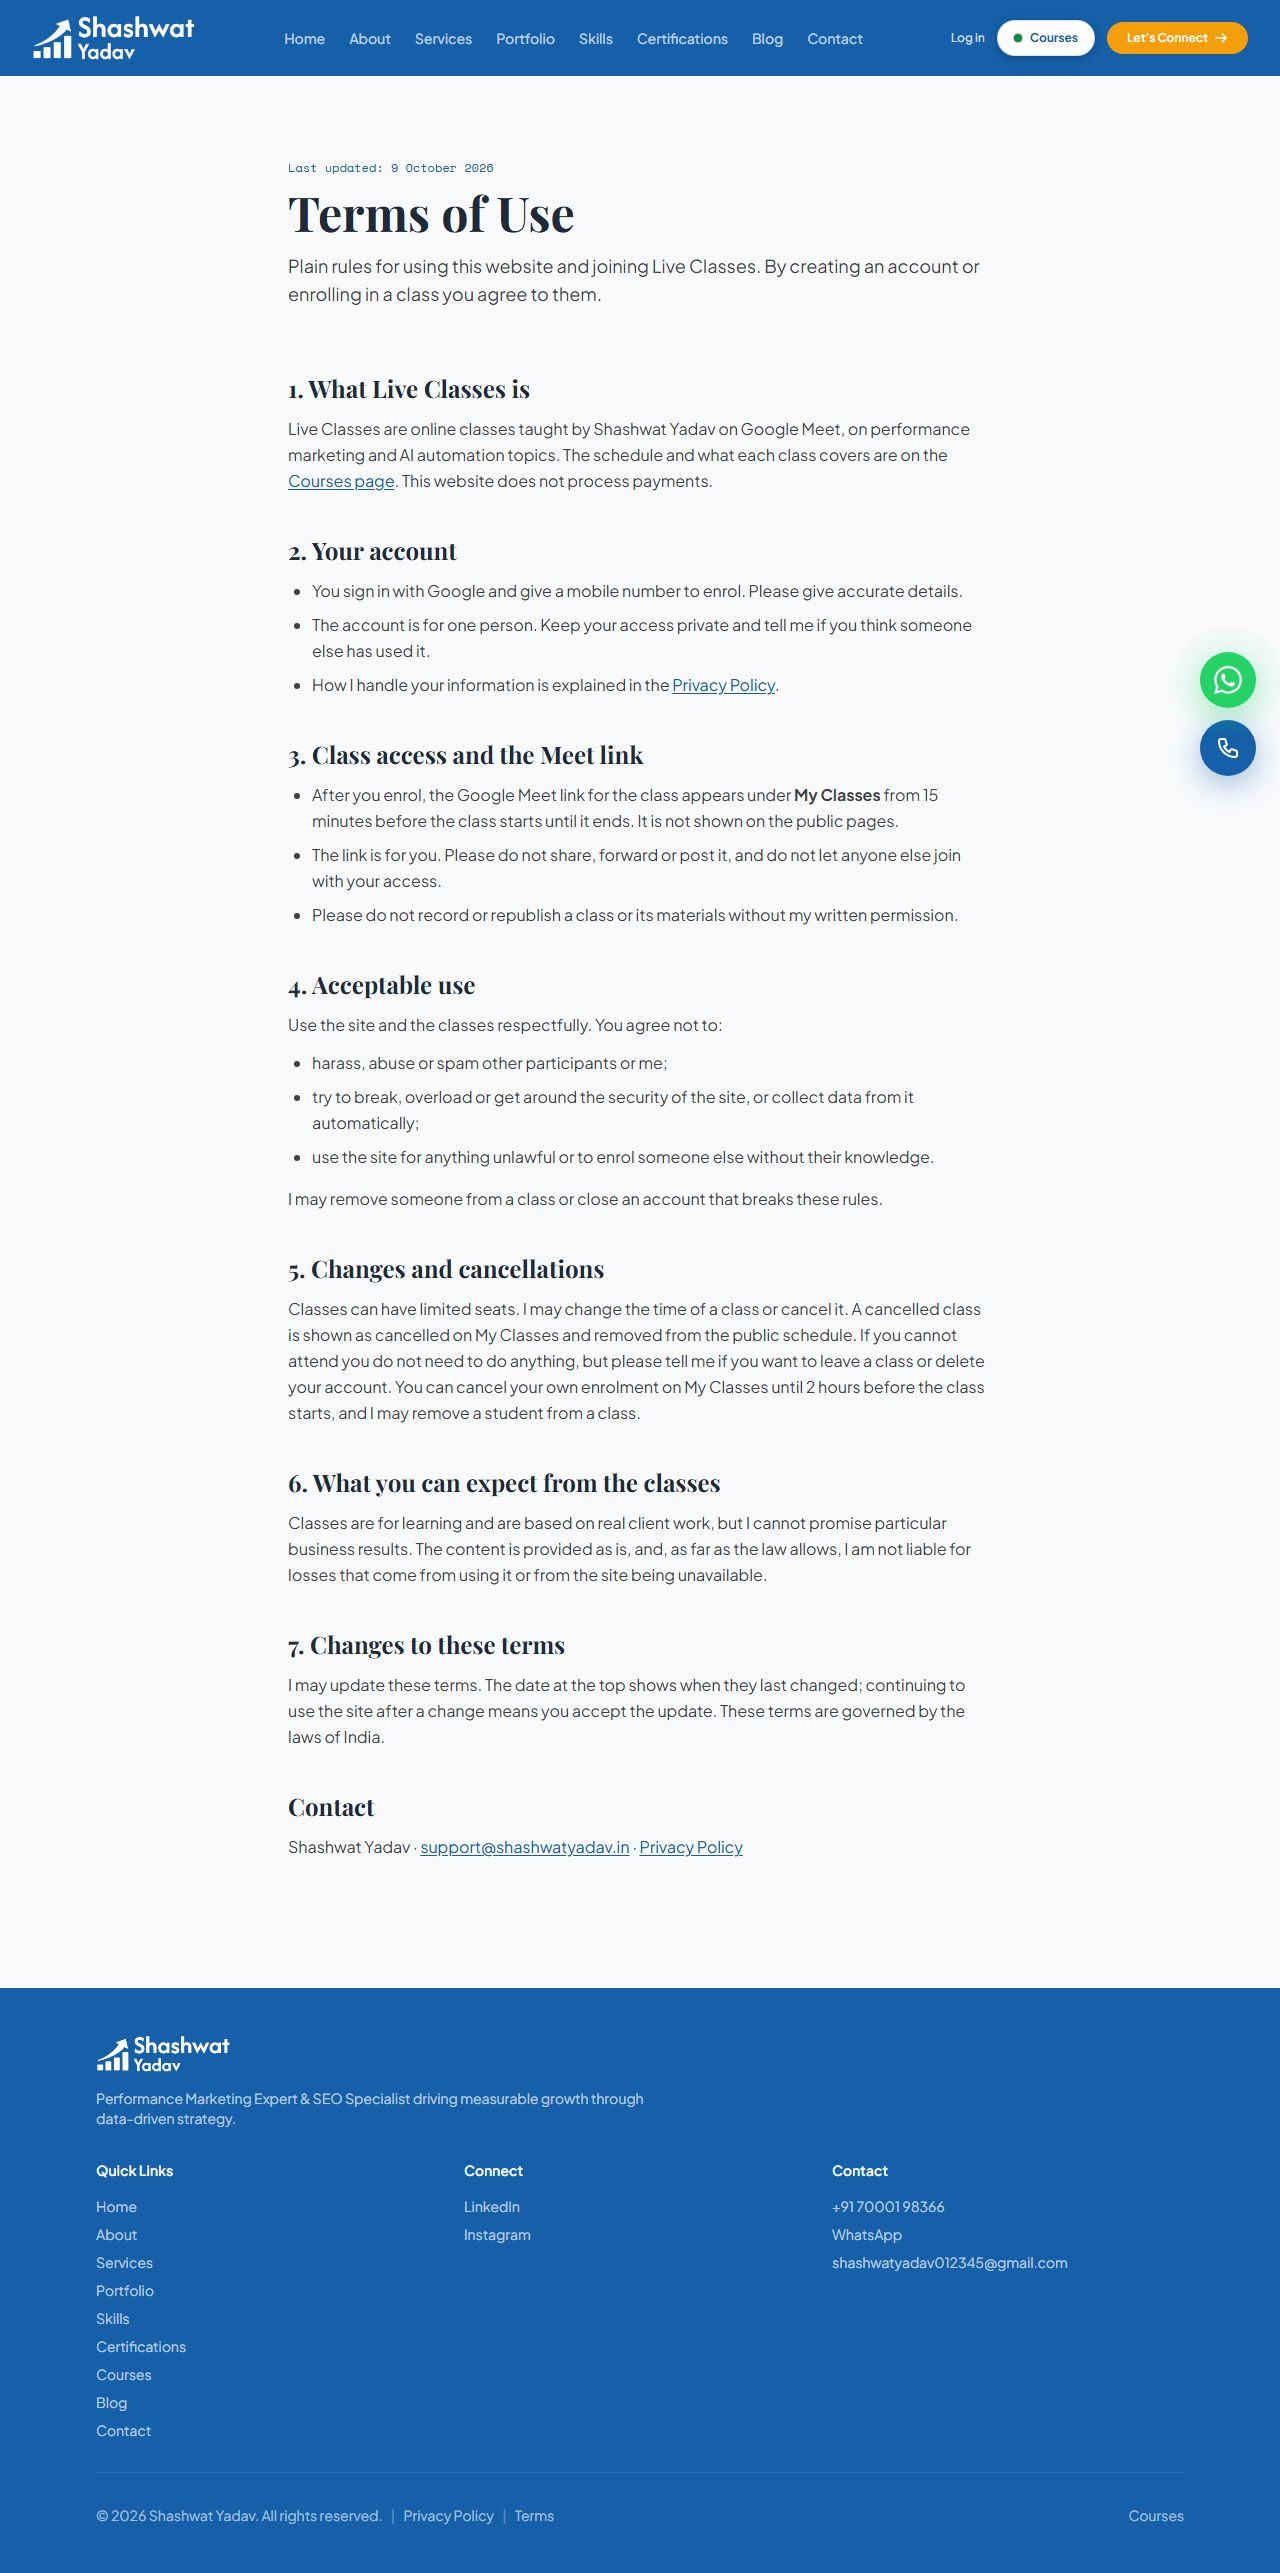 Shashwat
Yadav
Home About Services Portfolio Skills Certifications Blog Contact
Log in
Courses
Let's Connect →
Last updated: 9 October 2026
Terms of Use
Plain rules for using this website and joining Live Classes. By creating an account or
enrolling in a class you agree to them.
1. What Live Classes is
Live Classes are online classes taught by Shashwat Yadav on Google Meet, on performance
marketing and AI automation topics. The schedule and what each class covers are on the
Courses page. This website does not process payments.
2. Your account
• You sign in with Google and give a mobile number to enrol. Please give accurate details.
• The account is for one person. Keep your access private and tell me if you think someone
else has used it.
• How I handle your information is explained in the Privacy Policy.
3. Class access and the Meet link
• After you enrol, the Google Meet link for the class appears under My Classes from 15
minutes before the class starts until it ends. It is not shown on the public pages.
• The link is for you. Please do not share, forward or post it, and do not let anyone else join
with your access.
• Please do not record or republish a class or its materials without my written permission.
4. Acceptable use
Use the site and the classes respectfully. You agree not to:
• harass, abuse or spam other participants or me;
• try to break, overload or get around the security of the site, or collect data from it
automatically;
• use the site for anything unlawful or to enrol someone else without their knowledge.
I may remove someone from a class or close an account that breaks these rules.
5. Changes and cancellations
Classes can have limited seats. I may change the time of a class or cancel it. A cancelled class
is shown as cancelled on My Classes and removed from the public schedule. If you cannot
attend you do not need to do anything, but please tell me if you want to leave a class or delete
your account. You can cancel your own enrolment on My Classes until 2 hours before the class
starts, and I may remove a student from a class.
6. What you can expect from the classes
Classes are for learning and are based on real client work, but I cannot promise particular
business results. The content is provided as is, and, as far as the law allows, I am not liable for
losses that come from using it or from the site being unavailable.
7. Changes to these terms
I may update these terms. The date at the top shows when they last changed; continuing to
use the site after a change means you accept the update. These terms are governed by the
laws of India.
Contact
Shashwat Yadav · support@shashwatyadav.in · Privacy Policy
Shashwat
Yadav
Performance Marketing Expert & SEO Specialist driving measurable growth through
data-driven strategy.
Quick Links
Home
About
Services
Portfolio
Skills
Certifications
Courses
Blog
Contact
Connect
LinkedIn
Instagram
Contact
+91 70001 98366
WhatsApp
shashwatyadav012345@gmail.com
© 2026 Shashwat Yadav. All rights reserved. | Privacy Policy | Terms
Courses